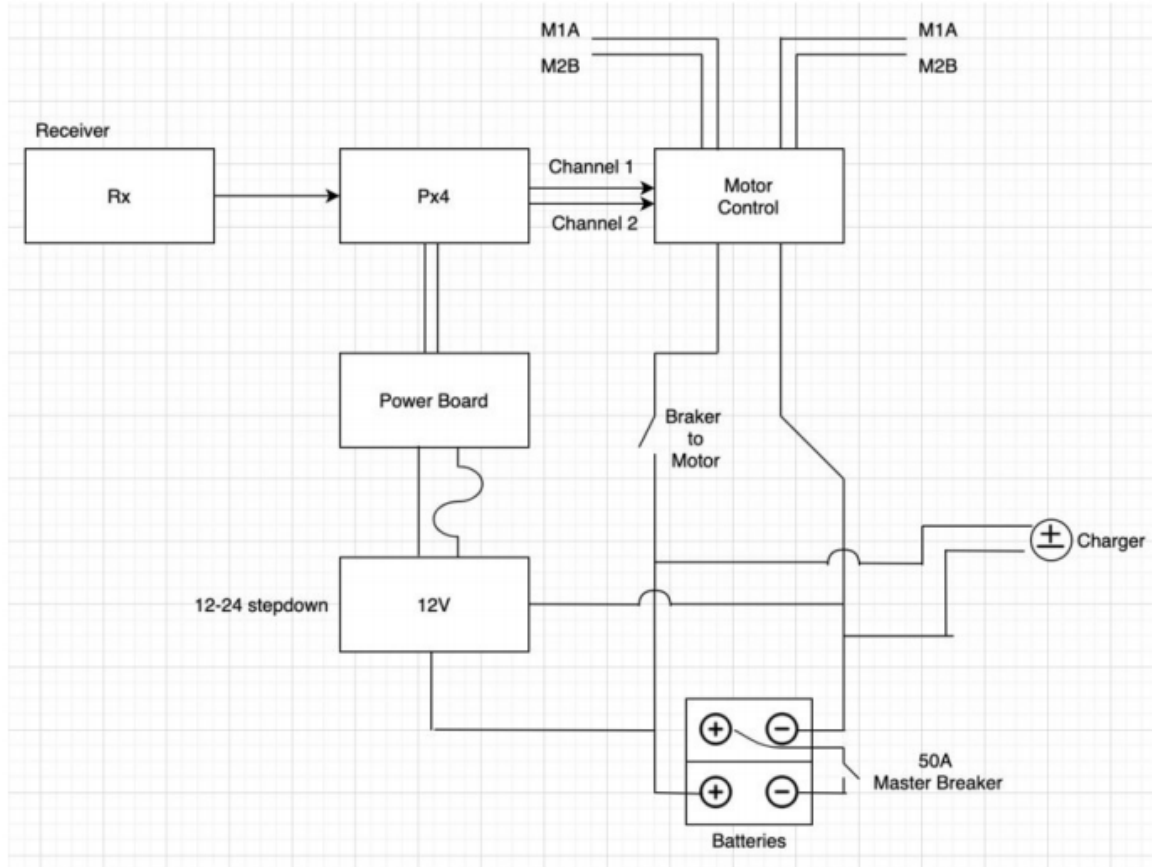 M1A
M2B
M1A
M2B
Receiver
Rx
Px4
Channel 1
Channel 2
Motor
Control
Power Board
Braker
to
Motor
Charger
12-24 stepdown
12V
50A
Master Breaker
Batteries